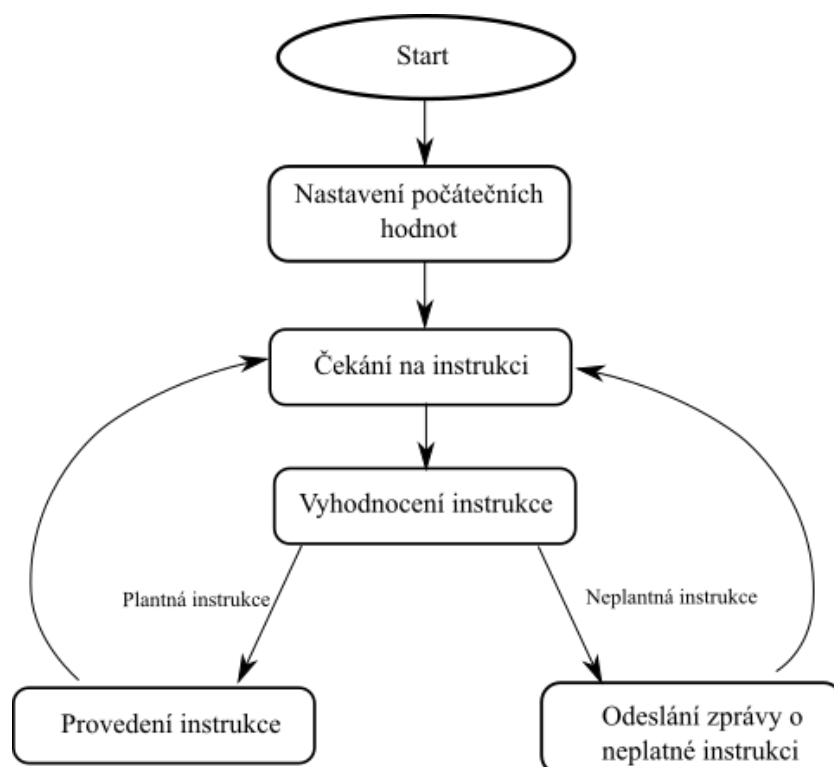 Start
Nastavení počátečních
hodnot
Čekání na instrukci
Vyhodnocení instrukce
Plantná instrukce
Neplantná instrukce
Provedení instrukce
Odeslání zprávy o
neplatné instrukci